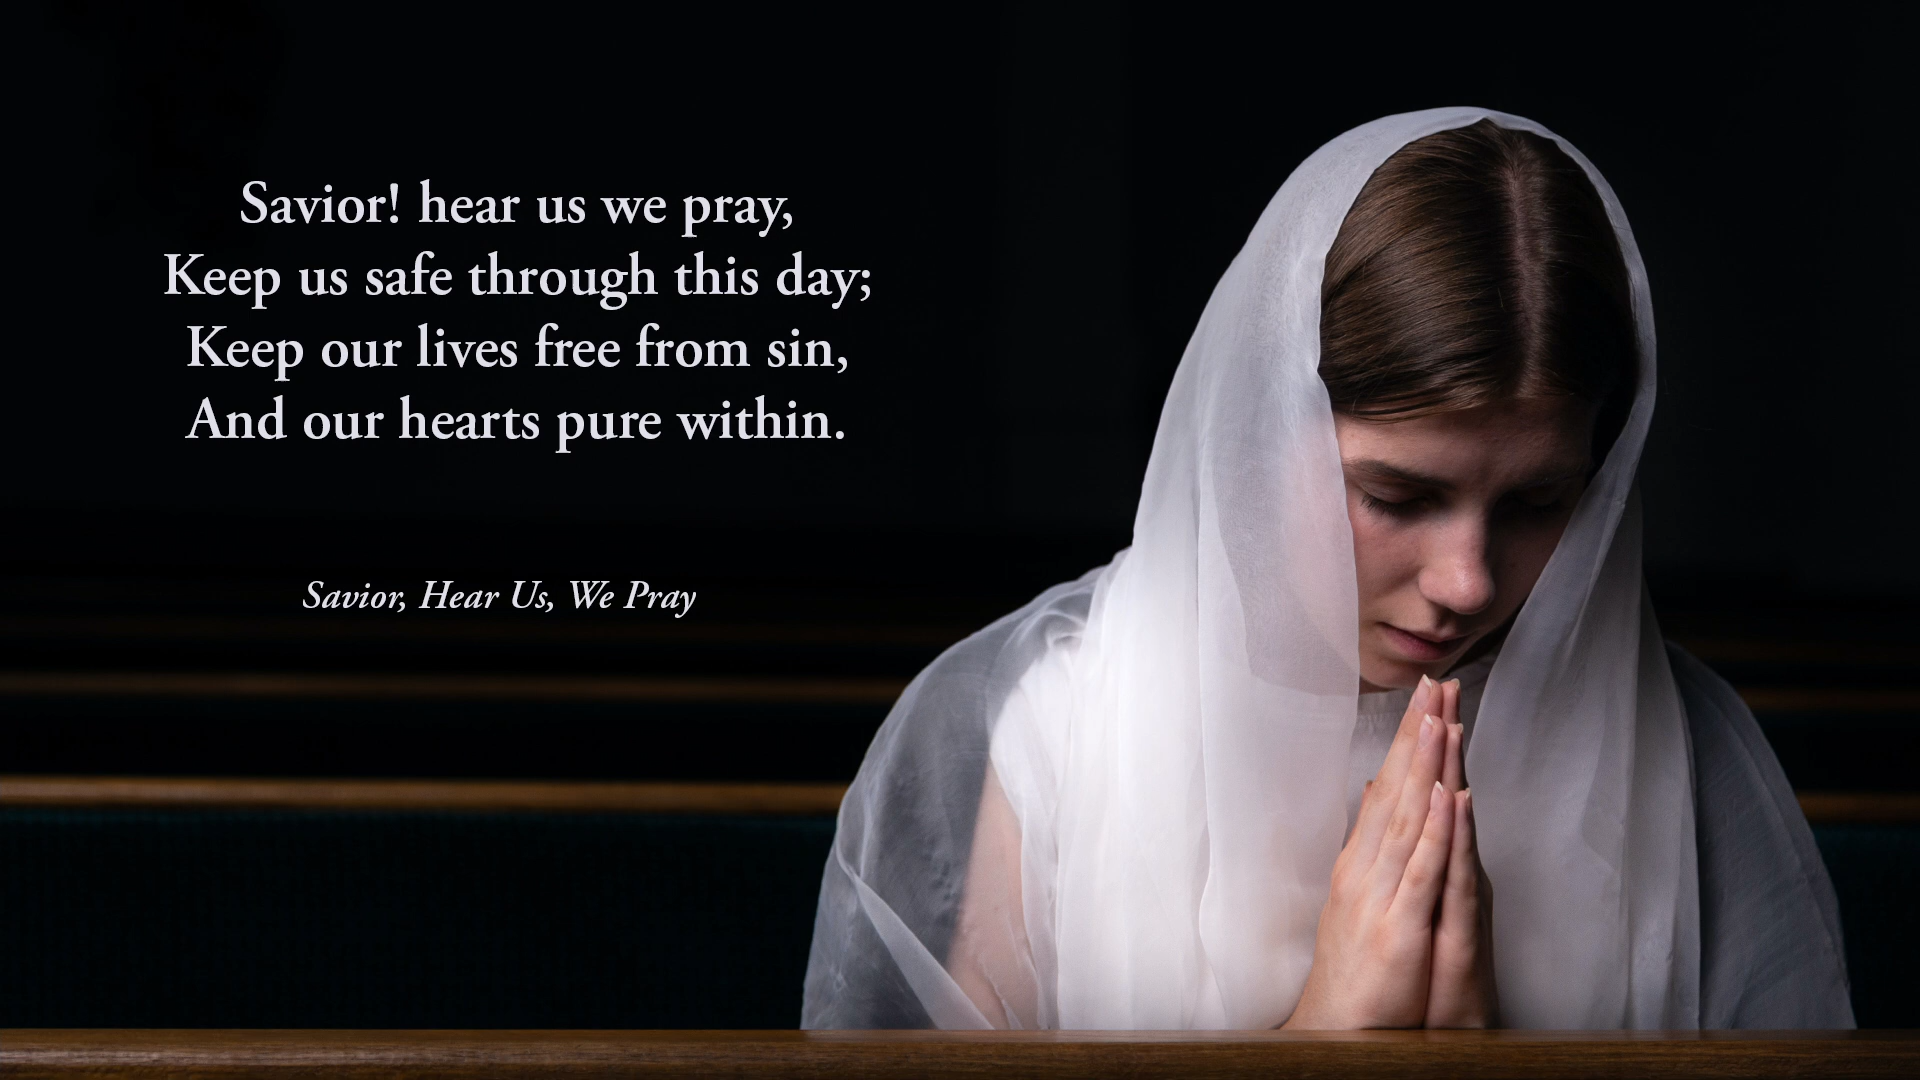 Savior! hear us we pray,
Keep us safe through this day;
Keep our lives free from sin,
And our hearts pure within.
Savior, Hear Us, We Pray